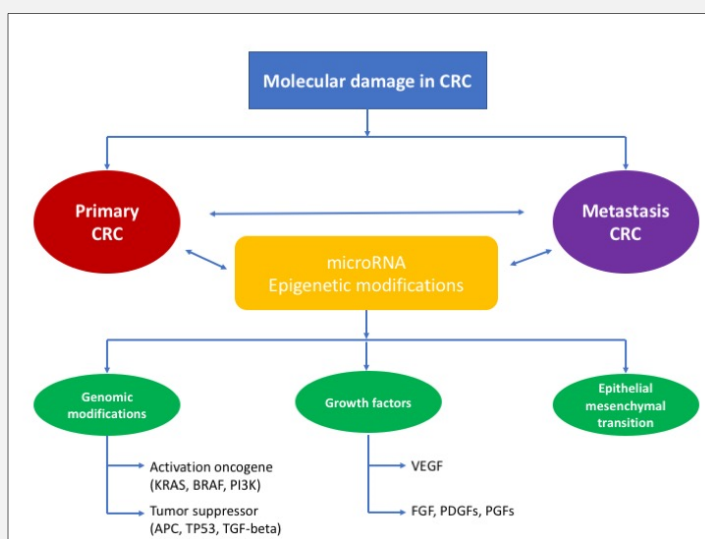 Molecular damage in CRC
Primary
CRC
Metastasis
CRC
microRNA
Epigenetic modifications
Genomic
modifications
Growth factors
Epithelial
mesenchymal
transition
Activation oncogene
(KRAS, BRAF, PI3K)
Tumor suppressor
(APC, TP53, TGF-beta)
VEGF
FGF, PDGFs, PGFs